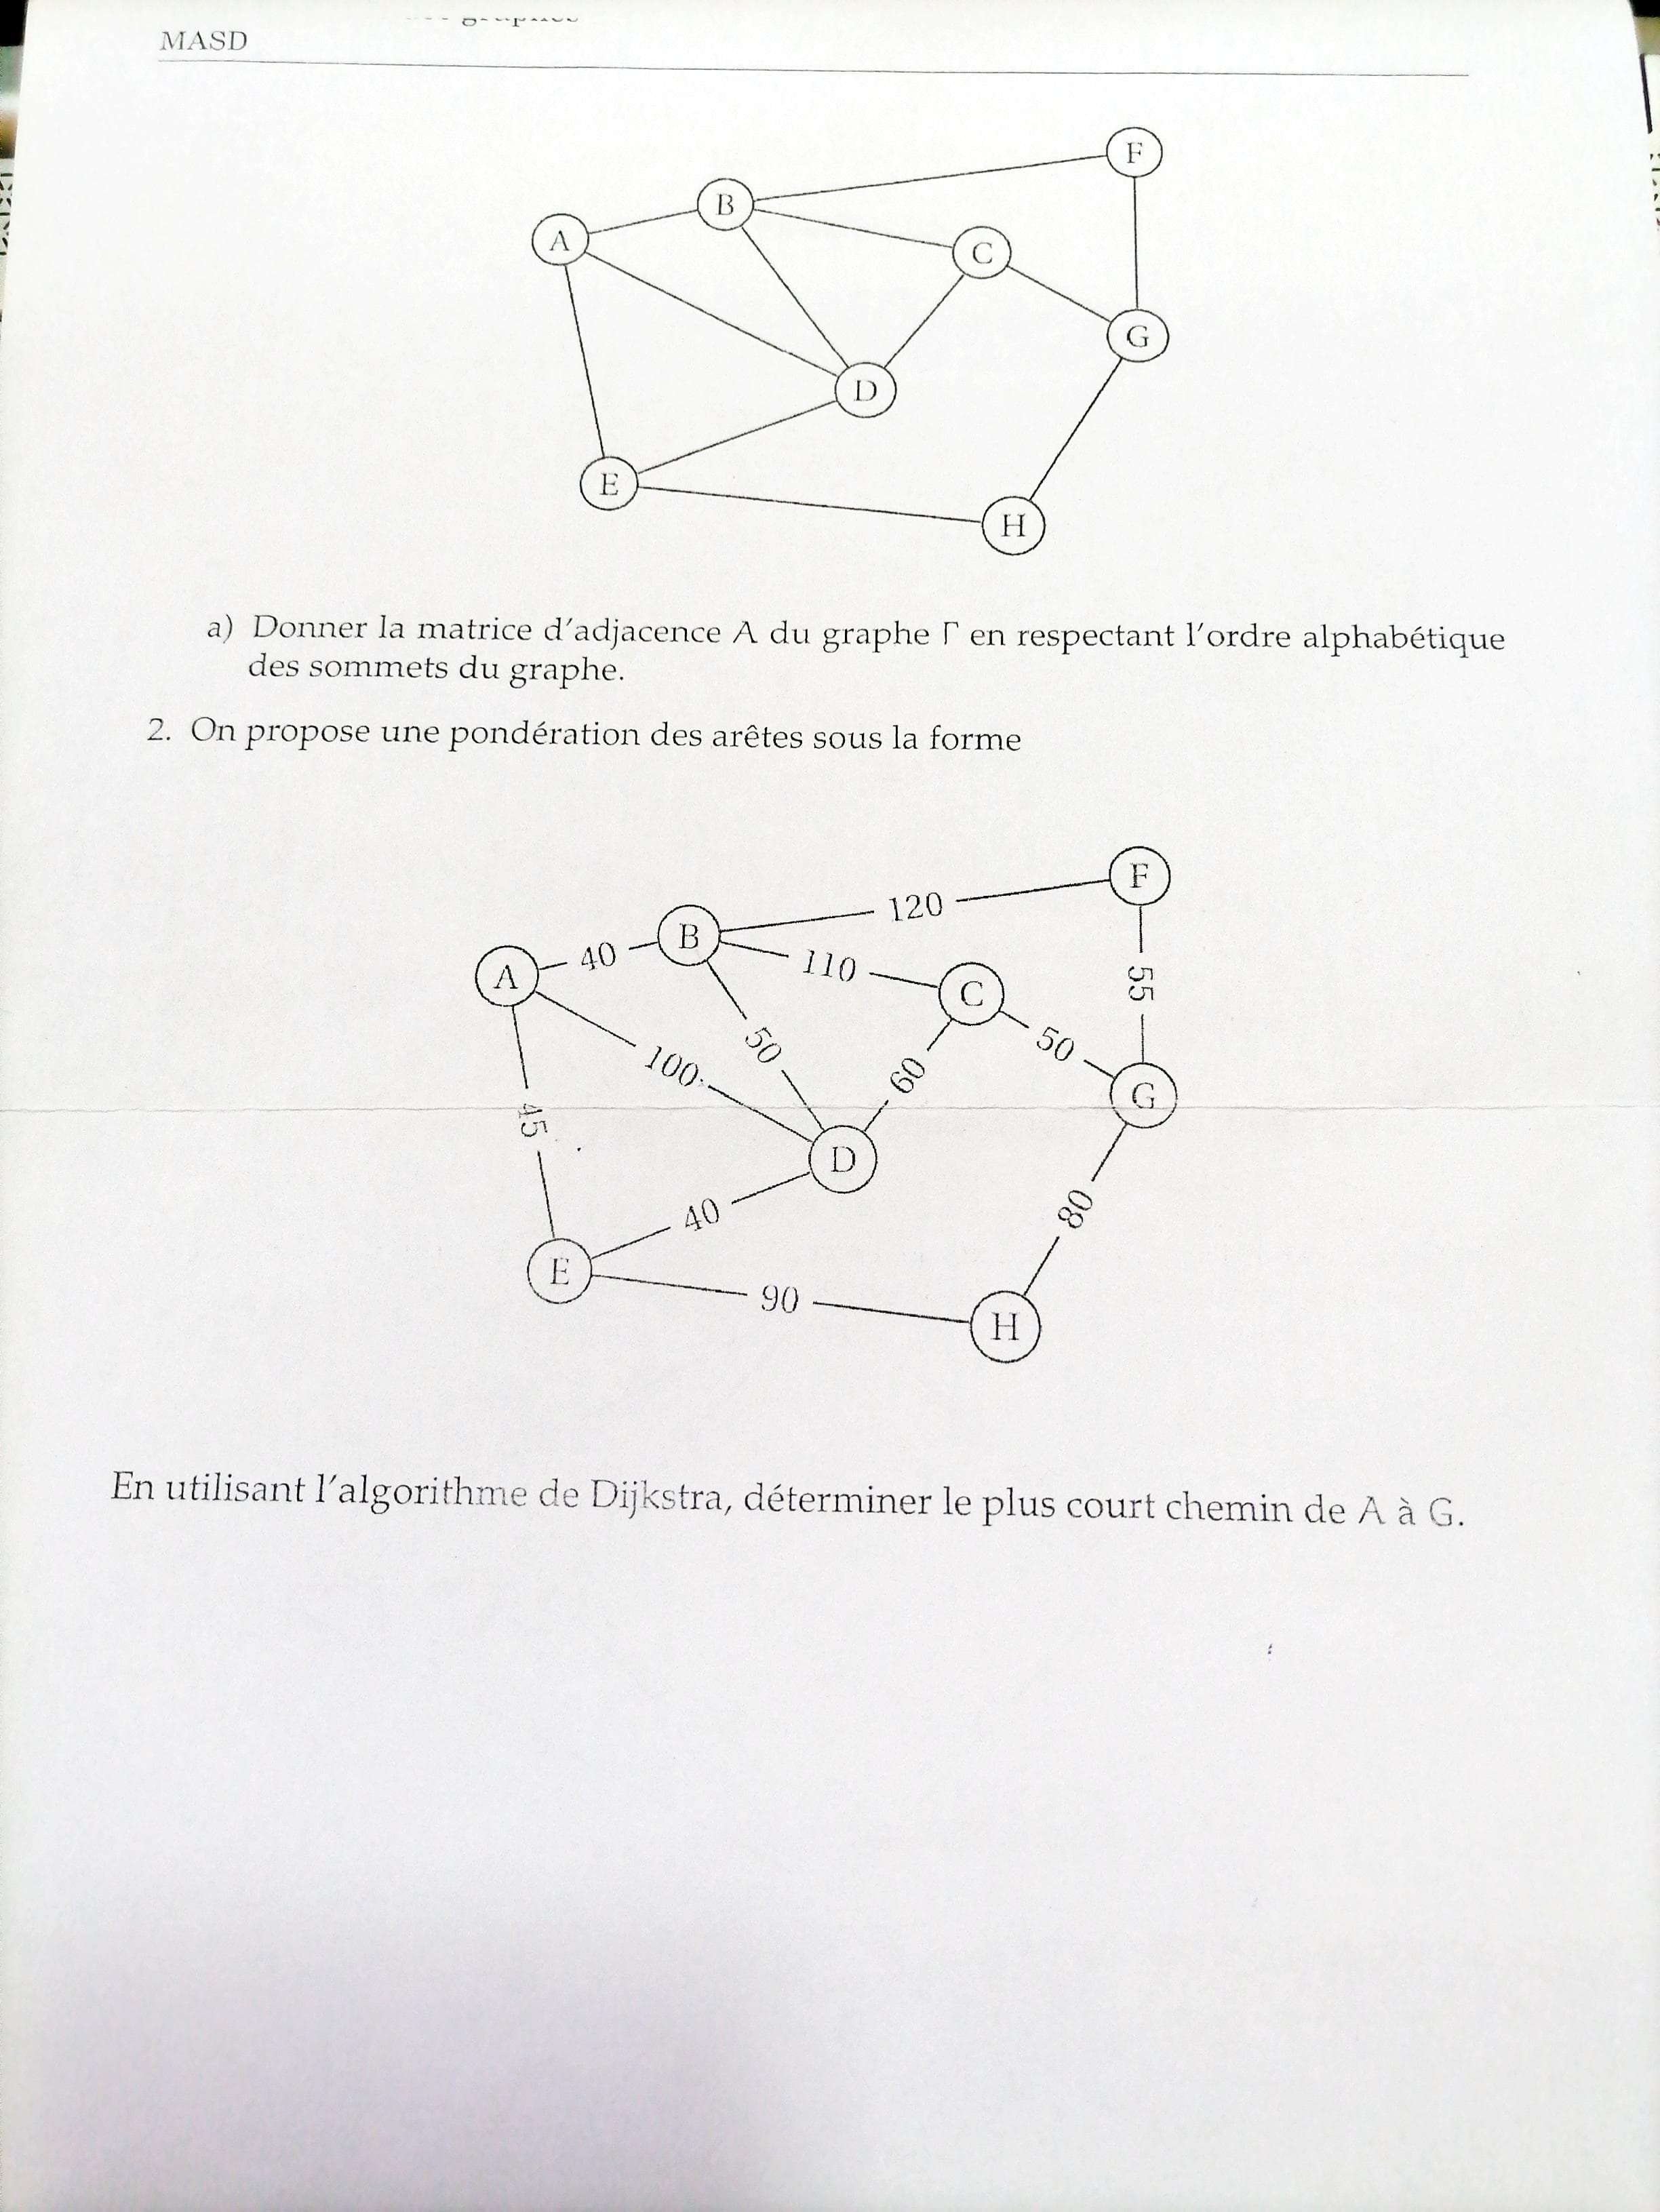 MASD
F
B
A
C
G
D
E
H
a) Donner la matrice d'adjacence A du graphe Γ en respectant l'ordre alphabétique
des sommets du graphe.
2. On propose une pondération des arêtes sous la forme
F
120
B
40
110
A
C
55
50
50
100
60
G
45
D
40
80
E
90
H
En utilisant l'algorithme de Dijkstra, déterminer le plus court chemin de A à G.